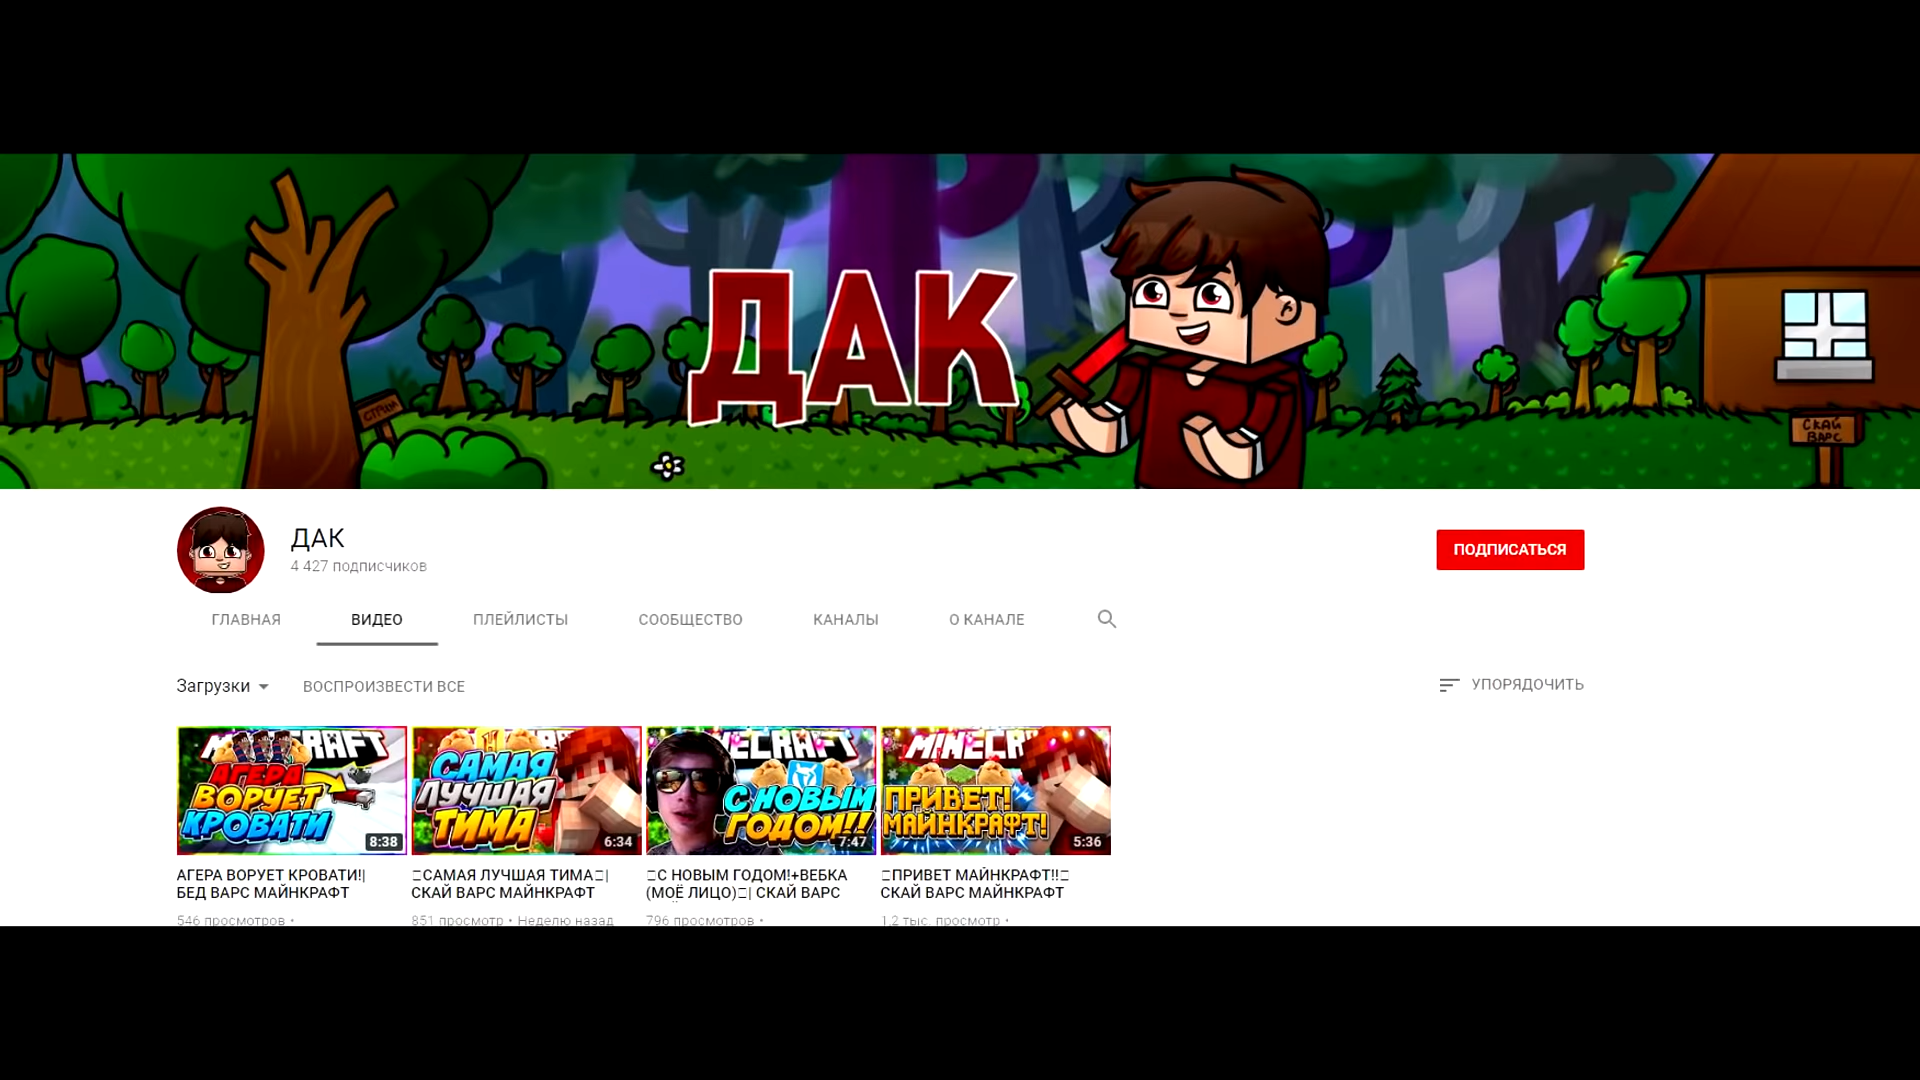 ДАК
СТРИМ
СКАЙ
ВАРС
ДАК
4 427 подписчиков
ПОДПИСАТЬСЯ
ГЛАВНАЯ ВИДЕО ПЛЕЙЛИСТЫ СООБЩЕСТВО КАНАЛЫ О КАНАЛЕ
Загрузки ВОСПРОИЗВЕСТИ ВСЕ УПОРЯДОЧИТЬ
АГЕРА
ВОРУЕТ
КРОВАТИ
8:38
САМАЯ
ЛУЧШАЯ
ТИМА
6:34
С НОВЫМ
ГОДОМ!!
7:47
MINECR
ПРИВЕТ!
МАЙНКРАФТ!
5:36
АГЕРА ВОРУЕТ КРОВАТИ!|
БЕД ВАРС МАЙНКРАФТ
546 просмотров •
САМАЯ ЛУЧШАЯ ТИМА|
СКАЙ ВАРС МАЙНКРАФТ
851 просмотр • Неделю назад
С НОВЫМ ГОДОМ!+ВЕБКА
(МОЁ ЛИЦО)| СКАЙ ВАРС
796 просмотров •
ПРИВЕТ МАЙНКРАФТ!!
СКАЙ ВАРС МАЙНКРАФТ
1,2 тыс. просмотр •